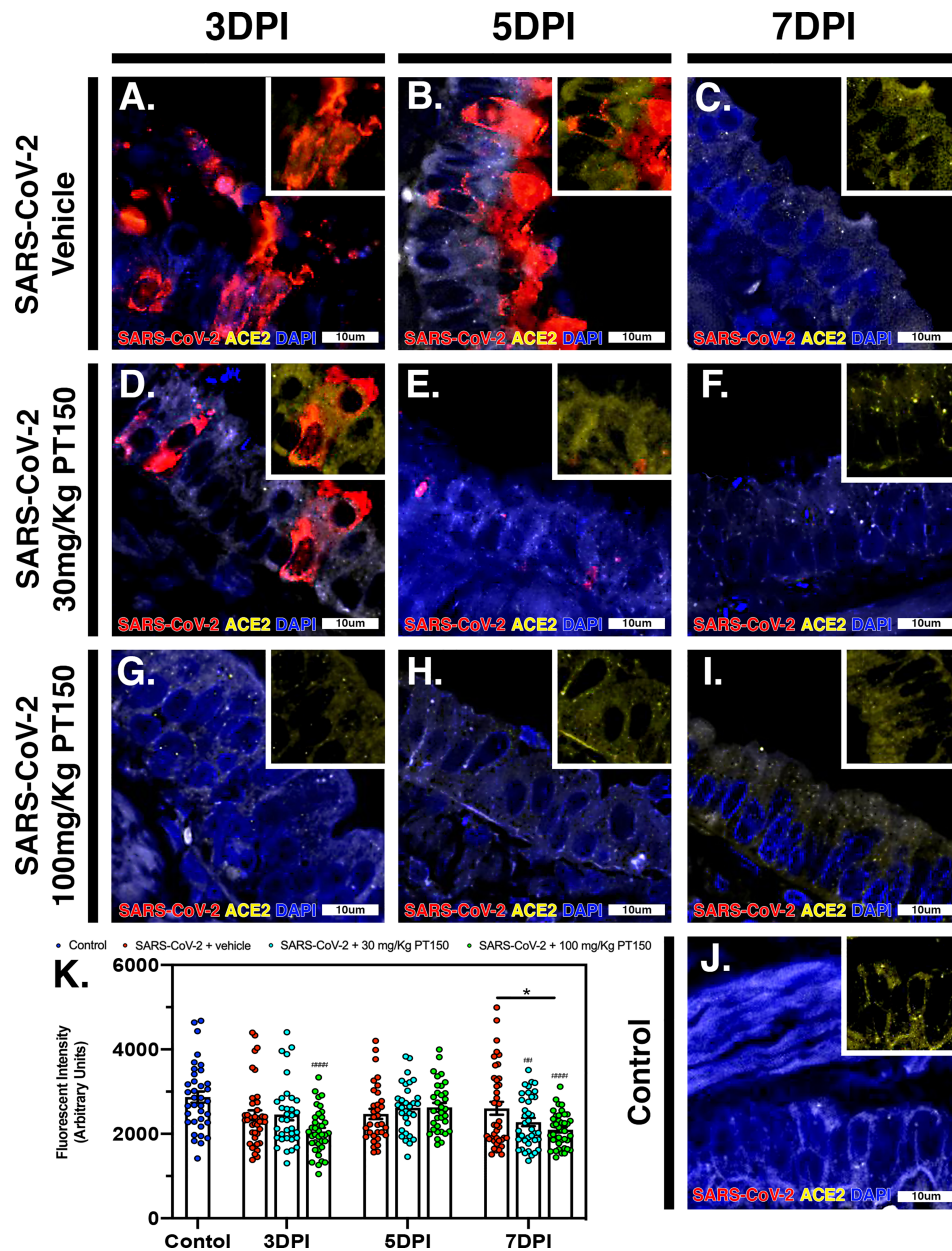 3DPI
5DPI
7DPI
SARS-CoV-2
Vehicle
A.
SARS-CoV-2 ACE2 DAPI 10um
B.
SARS-CoV-2 ACE2 DAPI 10um
C.
SARS-CoV-2 ACE2 DAPI 10um
SARS-CoV-2
30mg/Kg PT150
D.
SARS-CoV-2 ACE2 DAPI 10um
E.
SARS-CoV-2 ACE2 DAPI 10um
F.
SARS-CoV-2 ACE2 DAPI 10um
SARS-CoV-2
100mg/Kg PT150
G.
SARS-CoV-2 ACE2 DAPI 10um
H.
SARS-CoV-2 ACE2 DAPI 10um
I.
SARS-CoV-2 ACE2 DAPI 10um
Control SARS-CoV-2 + vehicle SARS-CoV-2 + 30 mg/Kg PT150 SARS-CoV-2 + 100 mg/Kg PT150
K.
Fluorescent Intensity
(Arbitrary Units)
6000
4000
2000
0
####
*
##
####
Contol 3DPI 5DPI 7DPI
Control
J.
SARS-CoV-2 ACE2 DAPI 10um